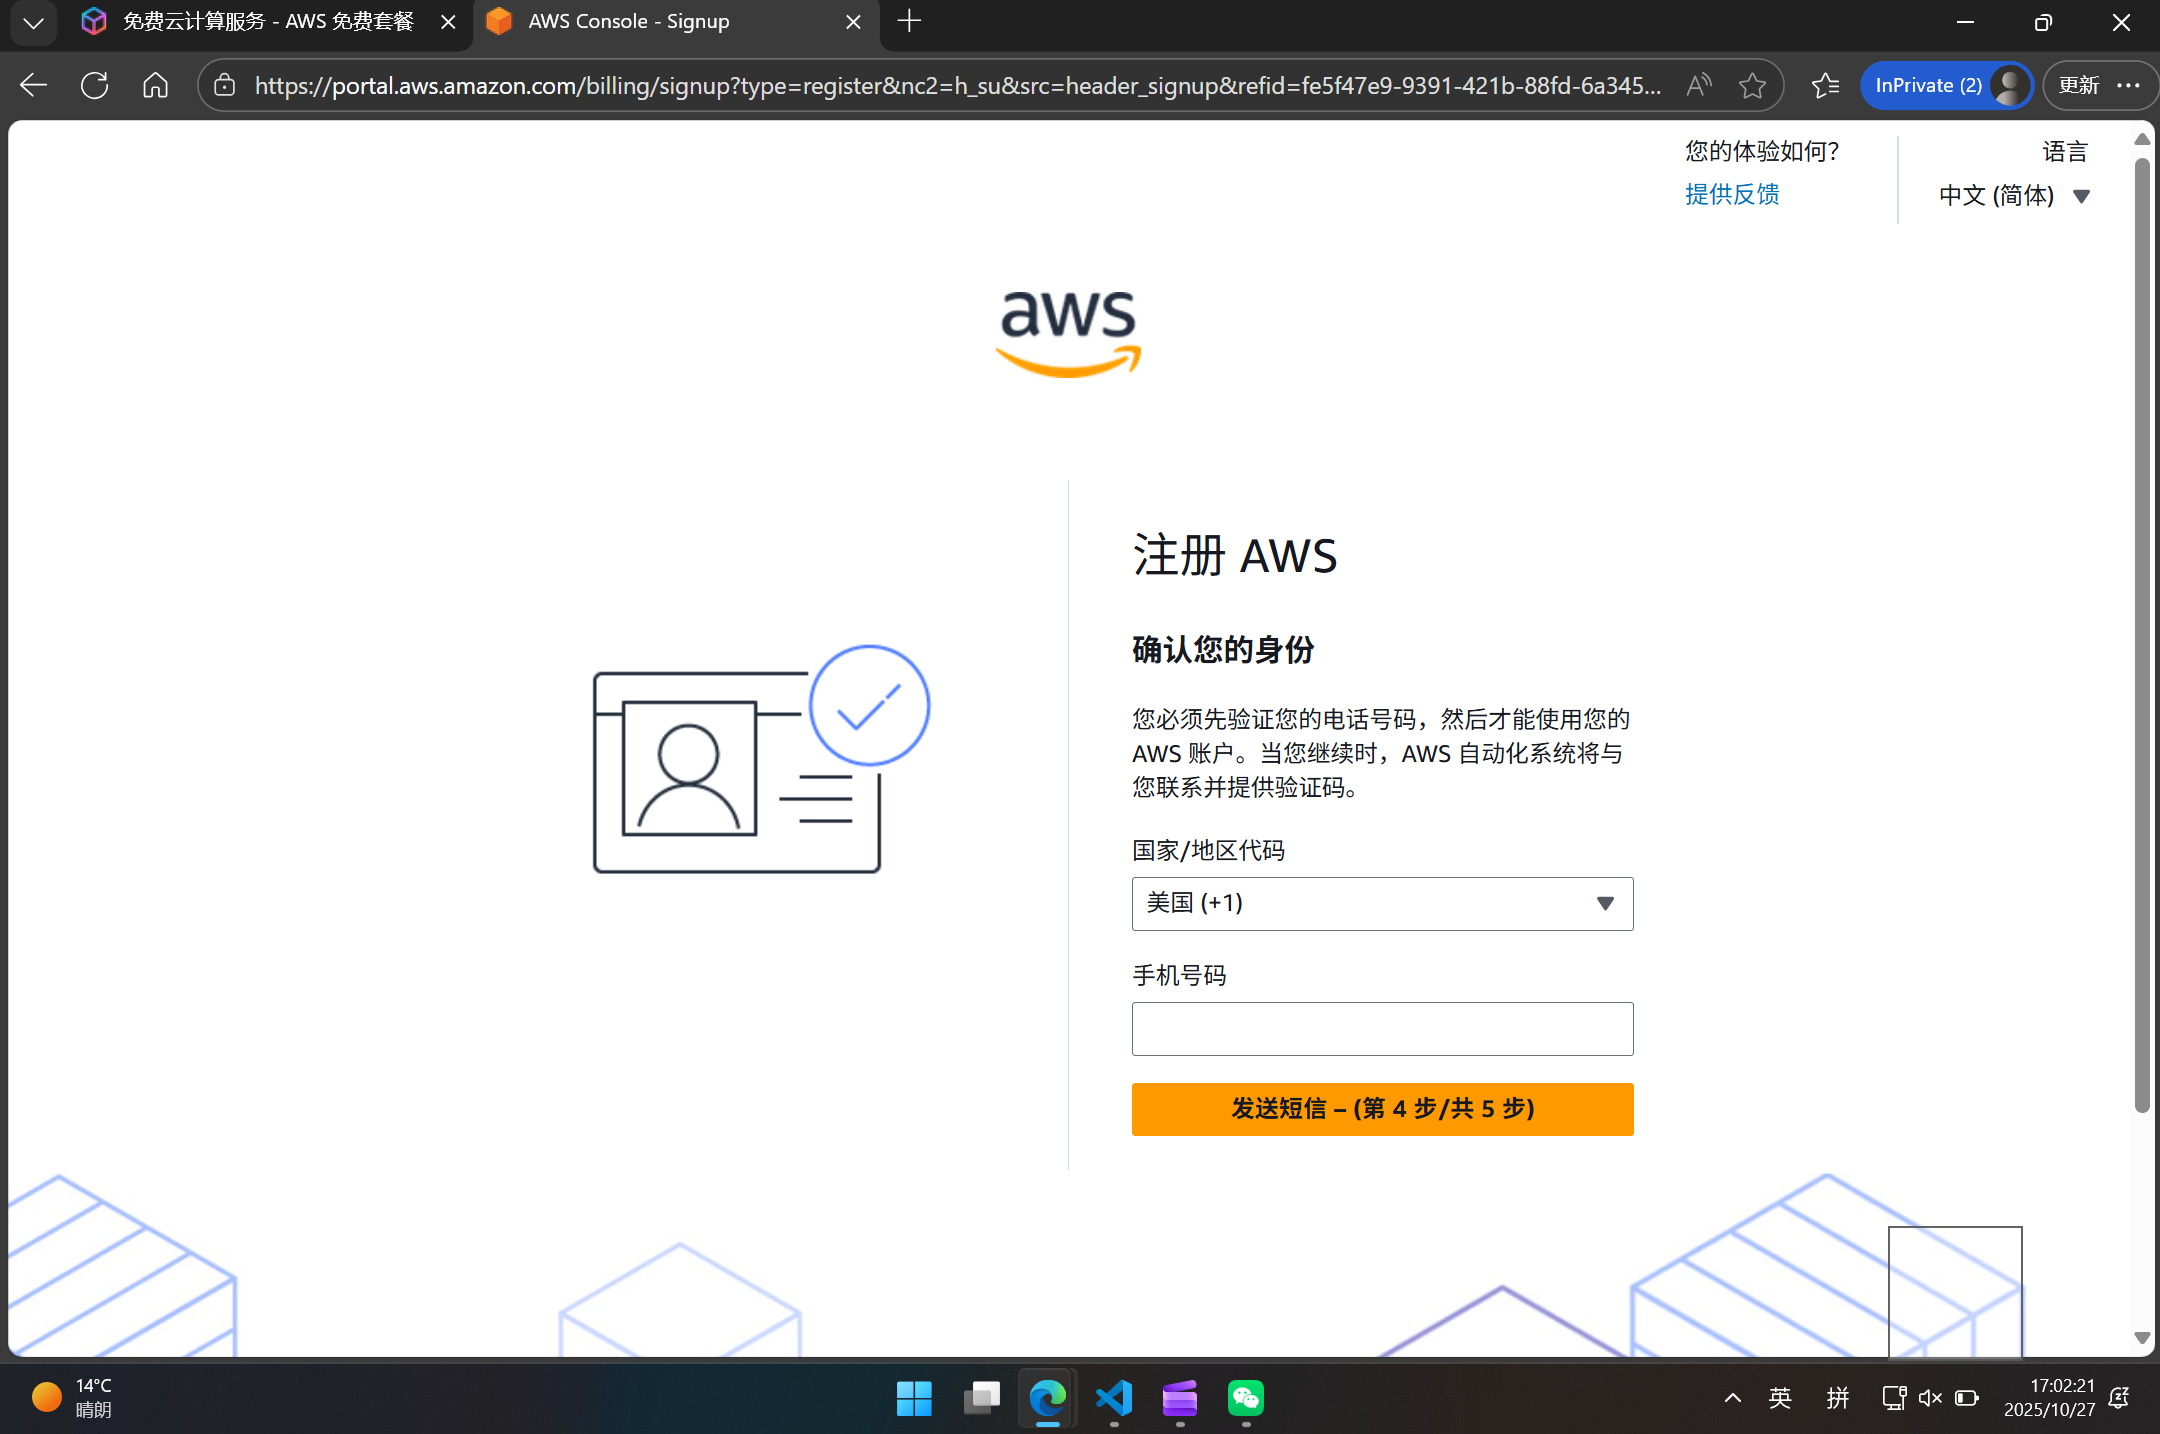 免费云计算服务 - AWS 免费套餐
AWS Console - Signup
https://portal.aws.amazon.com/billing/signup?type=register&nc2=h_su&src=header_signup&refid=fe5f47e9-9391-421b-88fd-6a345...
InPrivate (2)
更新
您的体验如何？
提供反馈
语言
中文 (简体)
aws
注册 AWS
确认您的身份
您必须先验证您的电话号码，然后才能使用您的
AWS 账户。当您继续时，AWS 自动化系统将与
您联系并提供验证码。
国家/地区代码
美国 (+1)
手机号码
发送短信 – (第 4 步/共 5 步)
14°C
晴朗
英
拼
17:02:21
2025/10/27